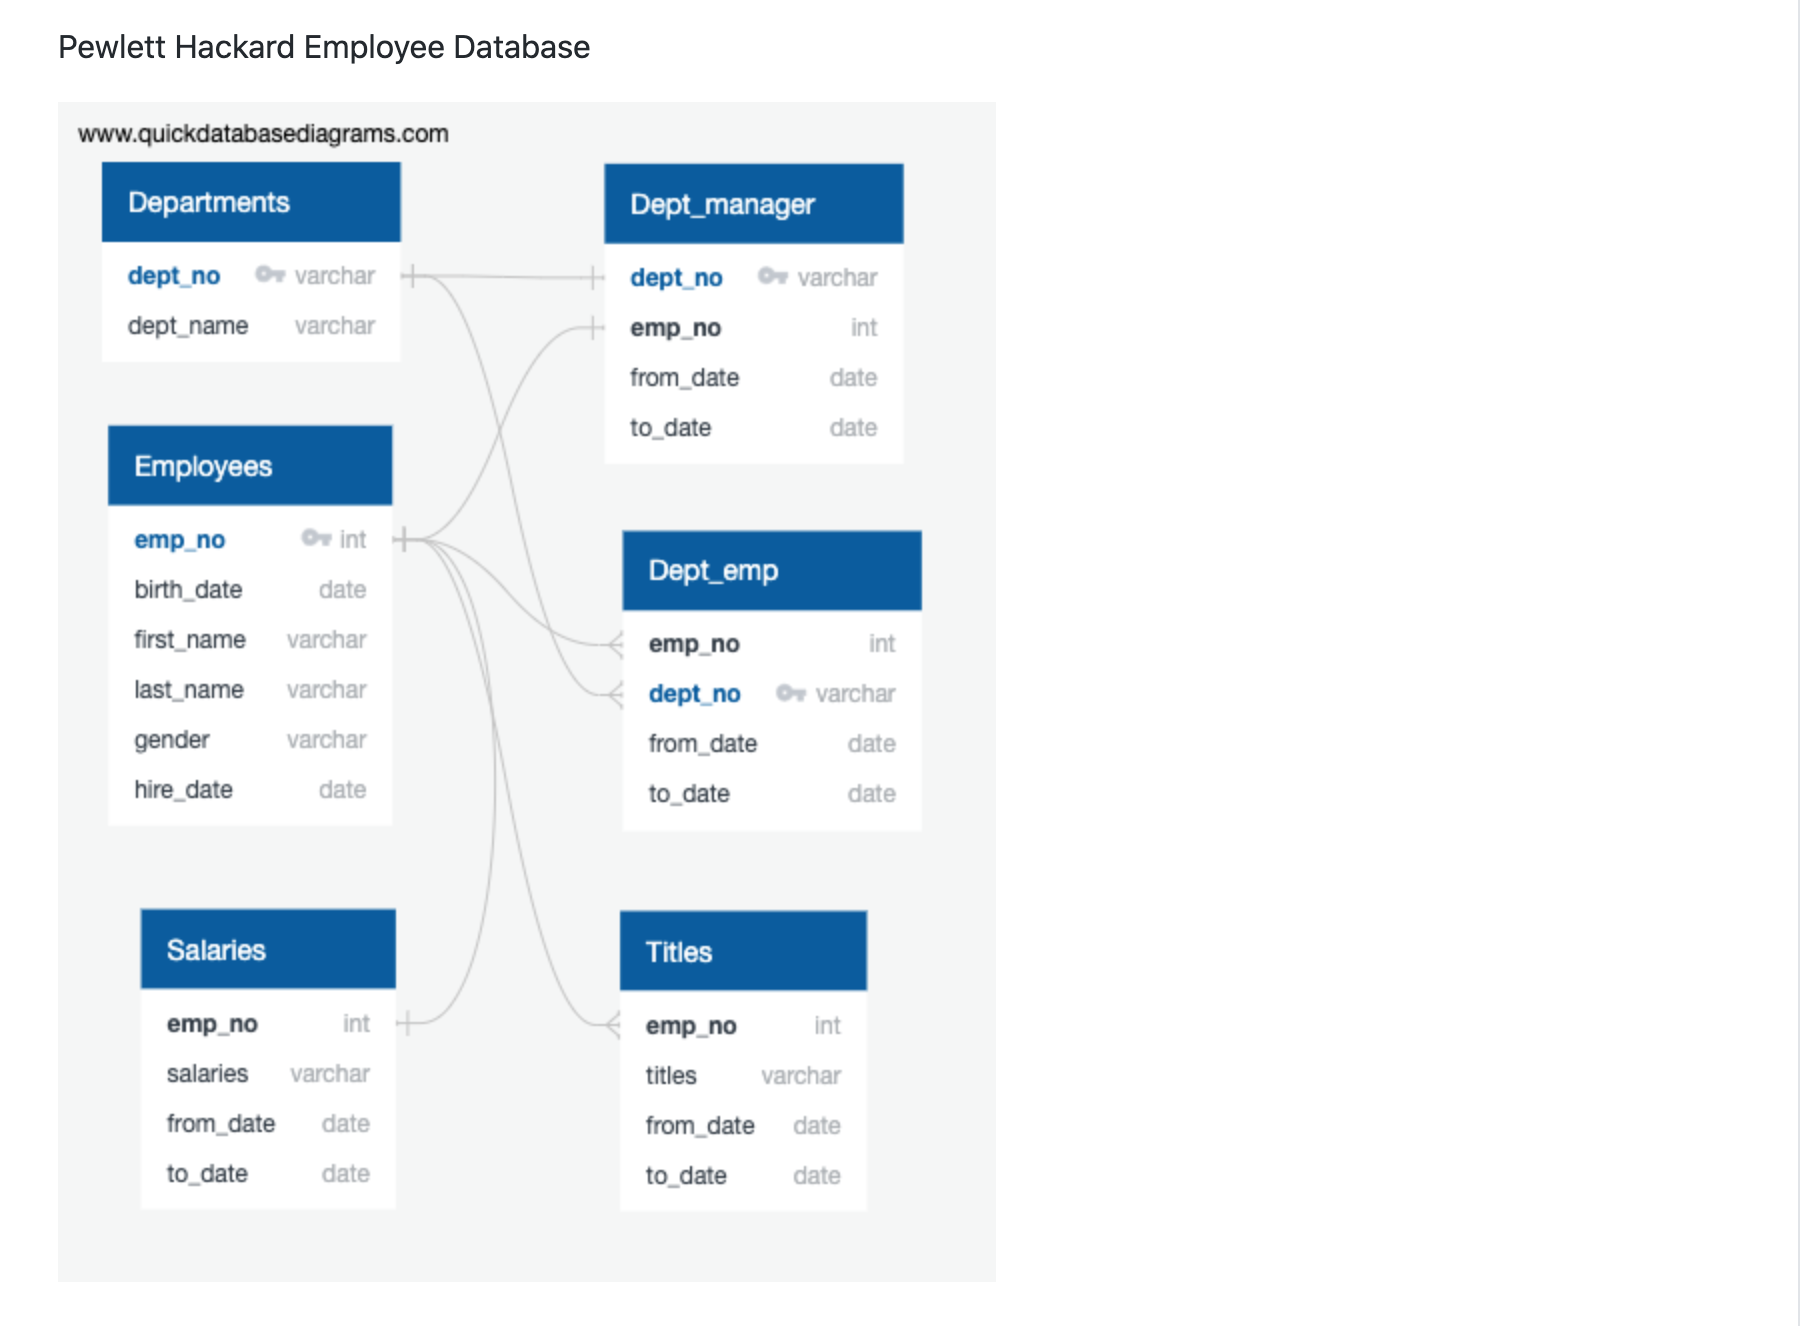 Pewlett Hackard Employee Database
www.quickdatabasediagrams.com
Departments
dept_no varchar
dept_name varchar
Dept_manager
dept_no varchar
emp_no int
from_date date
to_date date
Employees
emp_no int
birth_date date
first_name varchar
last_name varchar
gender varchar
hire_date date
Dept_emp
emp_no int
dept_no varchar
from_date date
to_date date
Salaries
emp_no int
salaries varchar
from_date date
to_date date
Titles
emp_no int
titles varchar
from_date date
to_date date